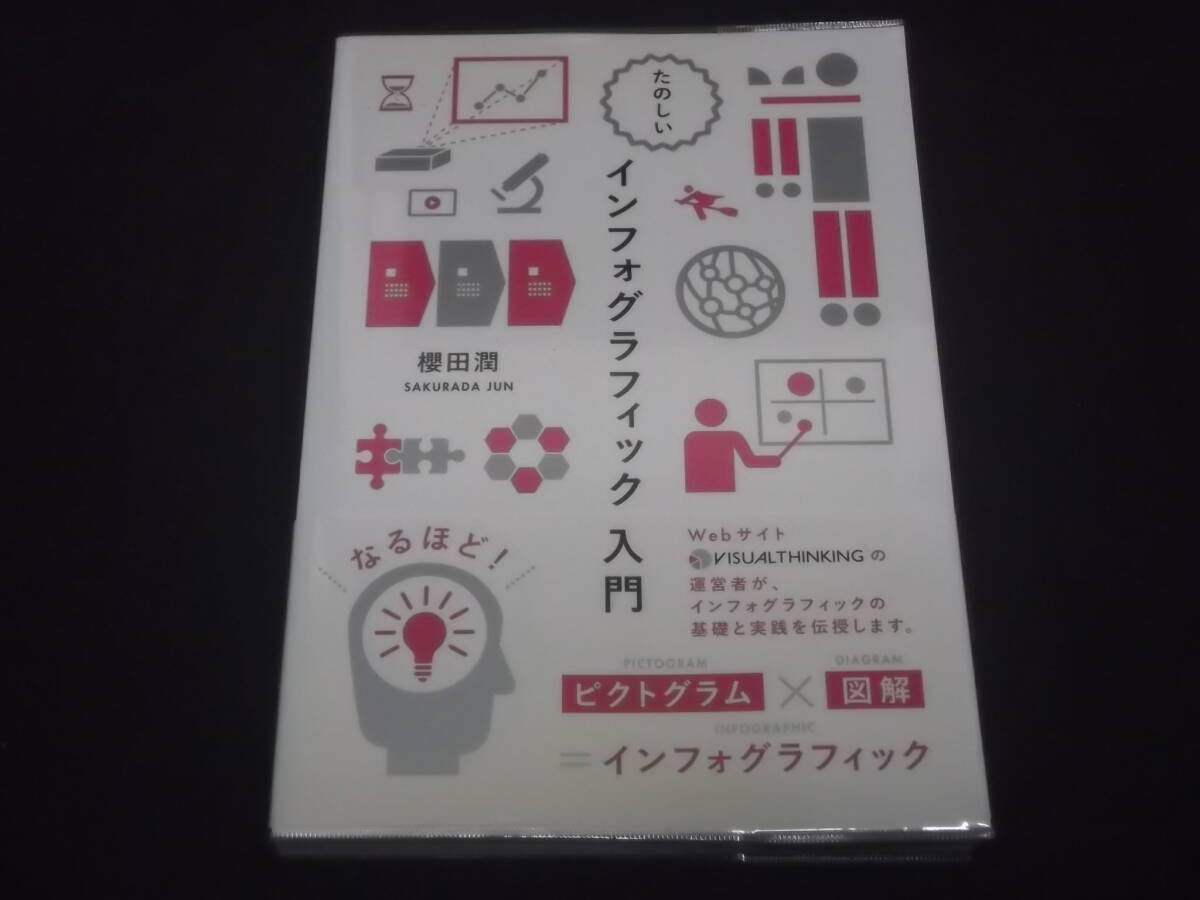 たのしい
インフォグラフィック入門
櫻田潤
SAKURADA JUN
なるほど!
Webサイト
VISUALTHINKINGの
運営者が、
インフォグラフィックの
基礎と実践を伝授します。
PICTOGRAM
DIAGRAM
ピクトグラム×図解
INFOGRAPHIC
=インフォグラフィック